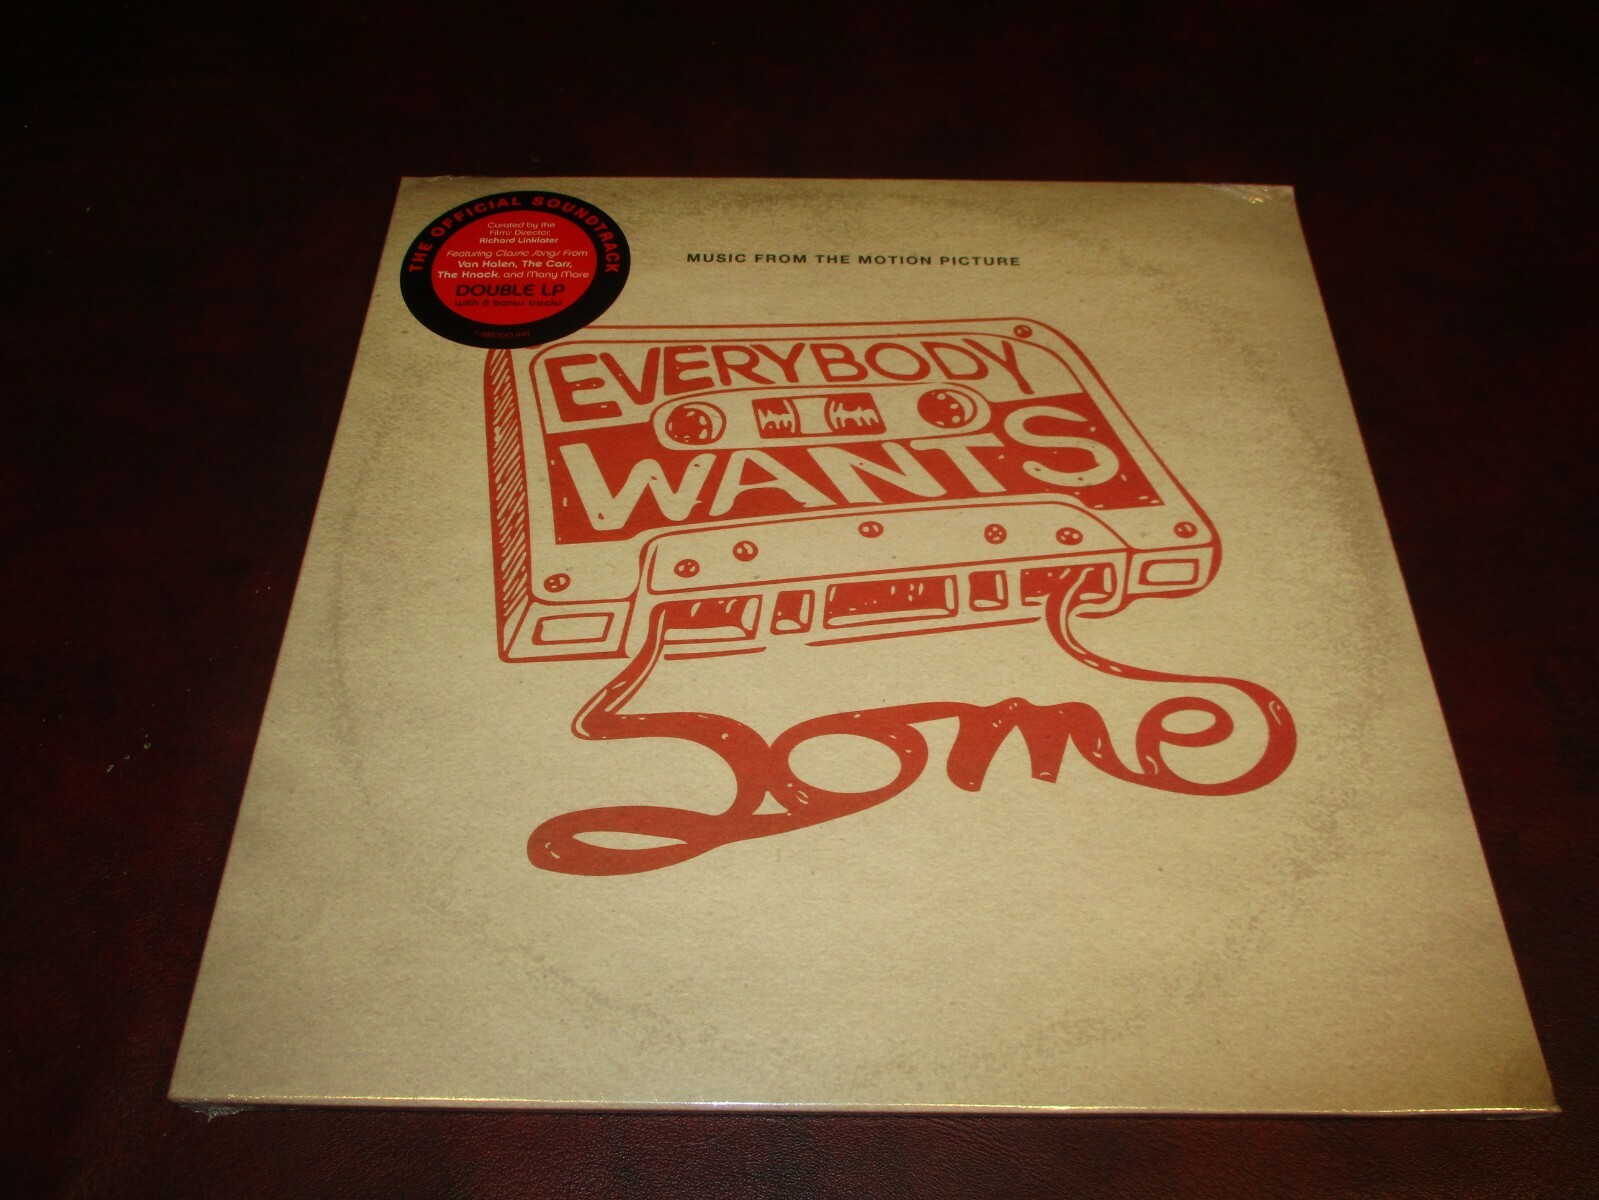 THE OFFICIAL SOUNDTRACK
Curated by the
Film's Director,
Richard Linklater
Featuring Classic Songs From
Van Halen, The Cars,
The Knack, and Many More
DOUBLE LP
with 8 bonus tracks
MUSIC FROM THE MOTION PICTURE
EVERYBODY
WANTS
Some